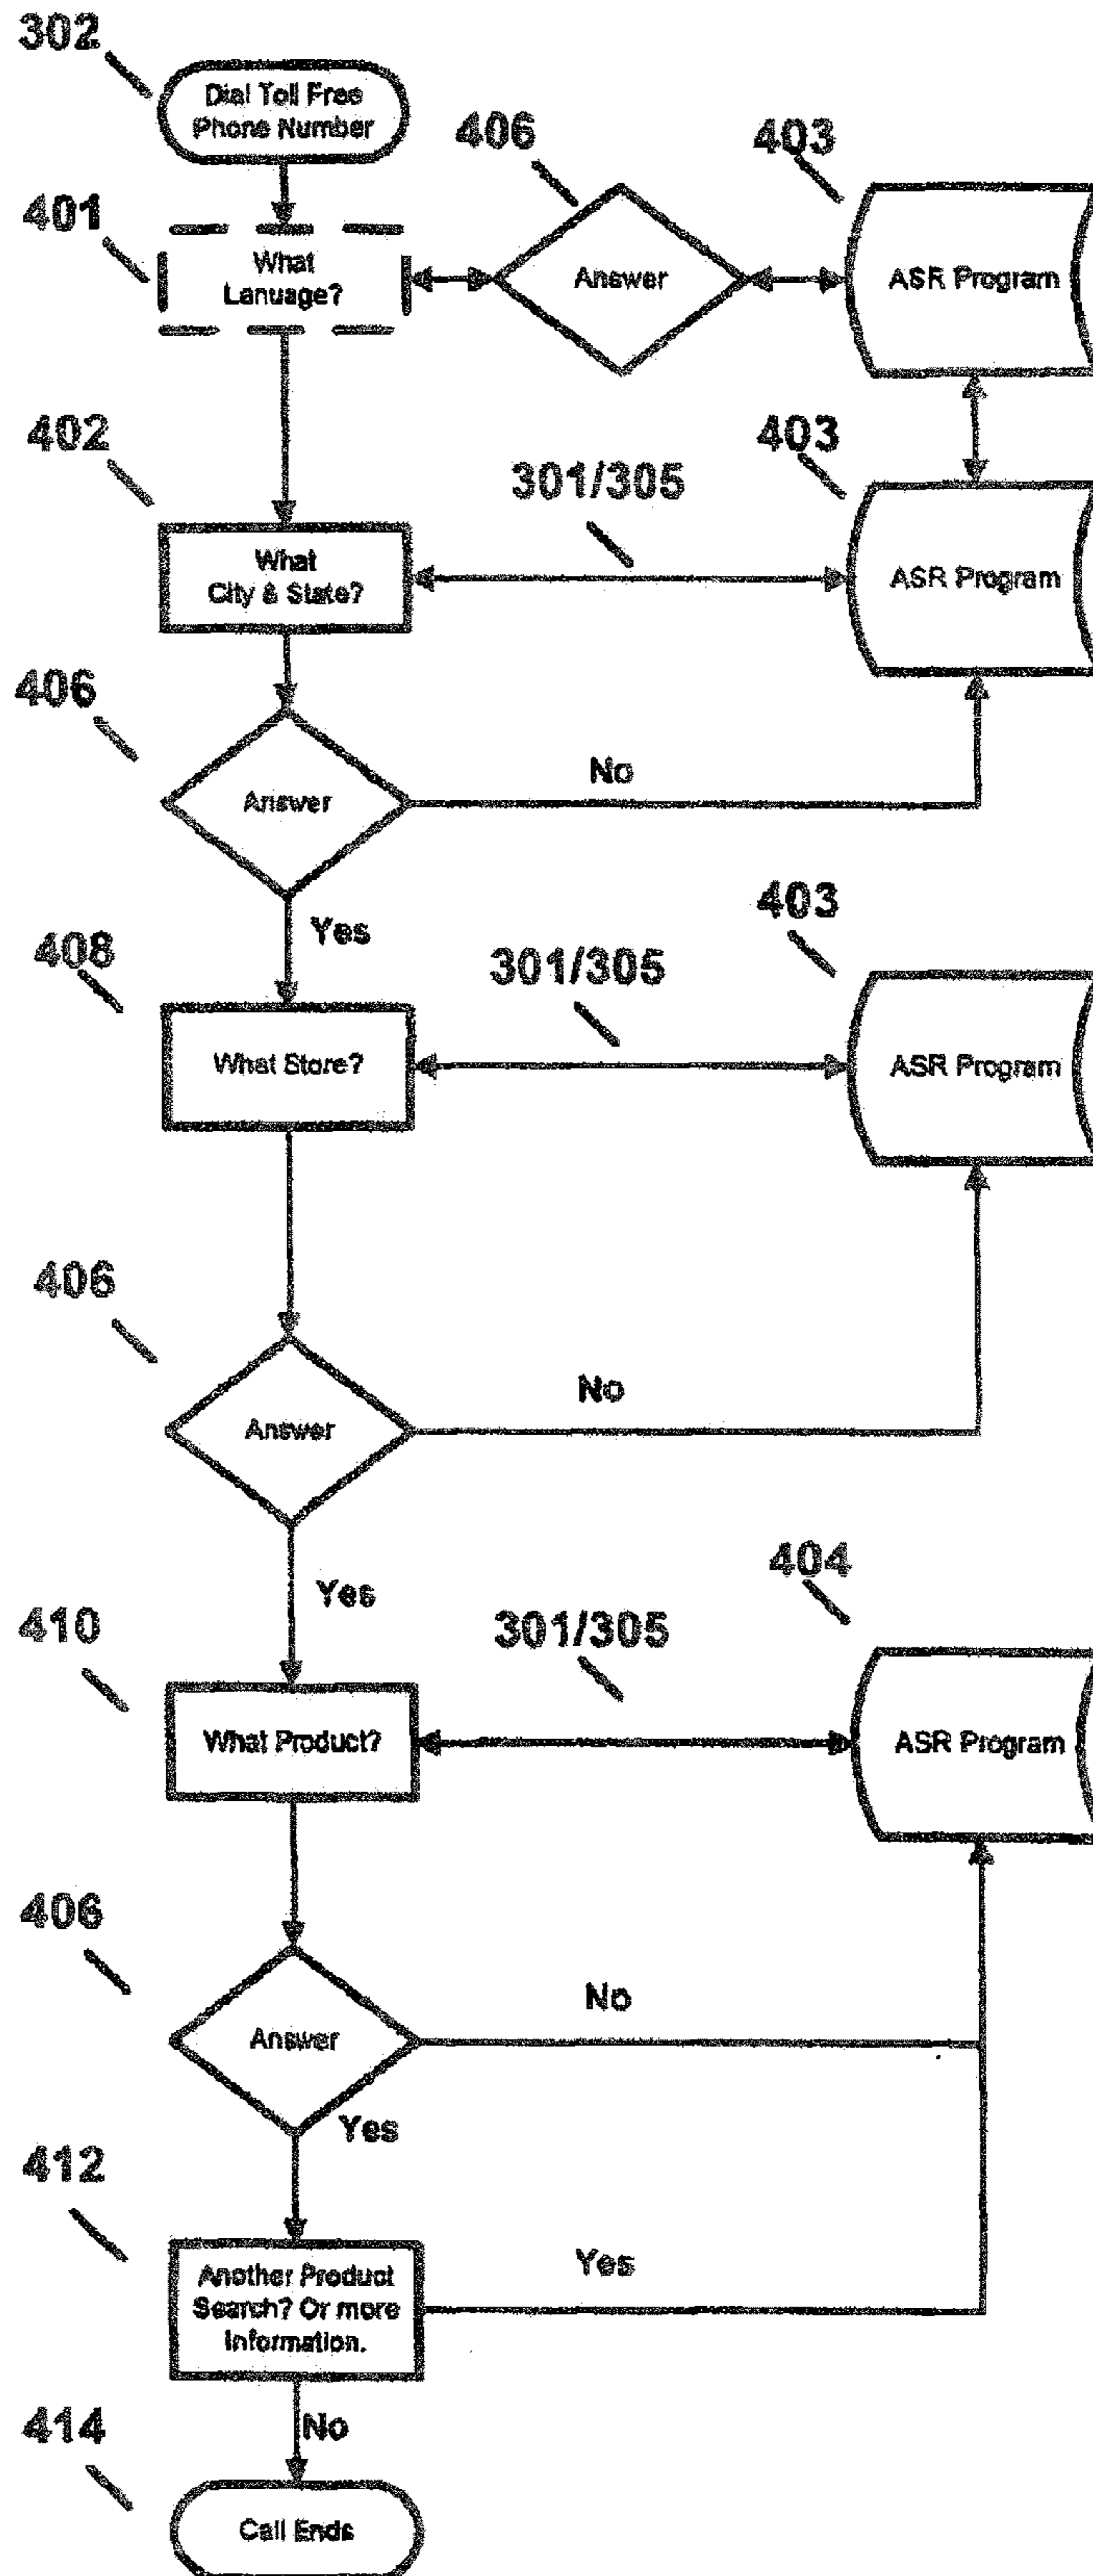 302
Dial Toll Free
Phone Number
406
403
401
What
Lanuage?
Answer
ASR Program
402
403
301/305
What
City & State?
ASR Program
406
No
Answer
403
Yes
408
301/305
What Store?
ASR Program
406
No
Answer
404
Yes
410
301/305
What Product?
ASR Program
406
No
Answer
Yes
412
Another Product
Search? Or more
Information.
Yes
414
No
Call Ends